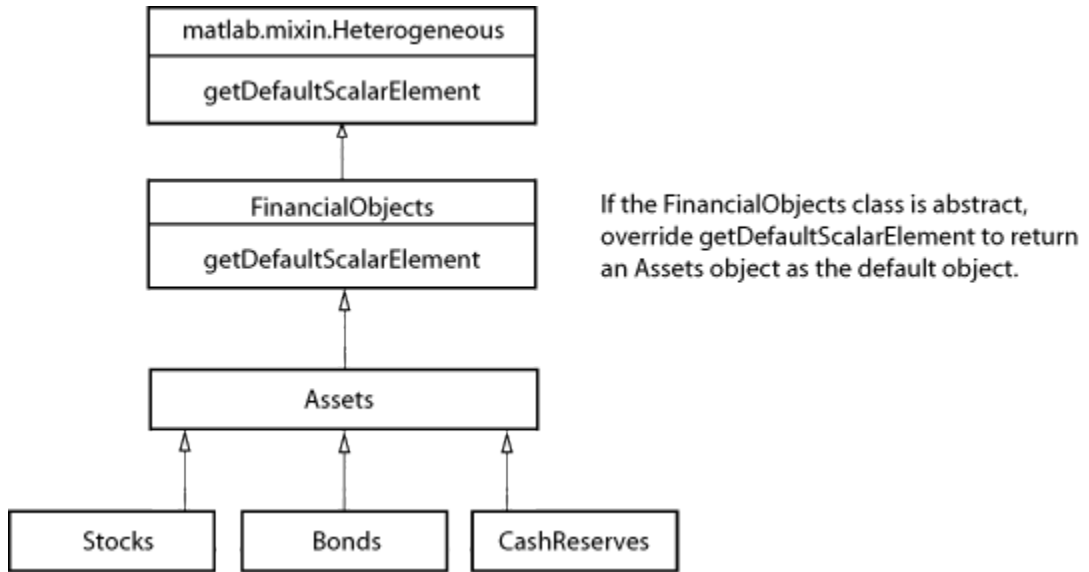 matlab.mixin.Heterogeneous
getDefaultScalarElement
FinancialObjects
getDefaultScalarElement
If the FinancialObjects class is abstract,
override getDefaultScalarElement to return
an Assets object as the default object.
Assets
Stocks
Bonds
CashReserves